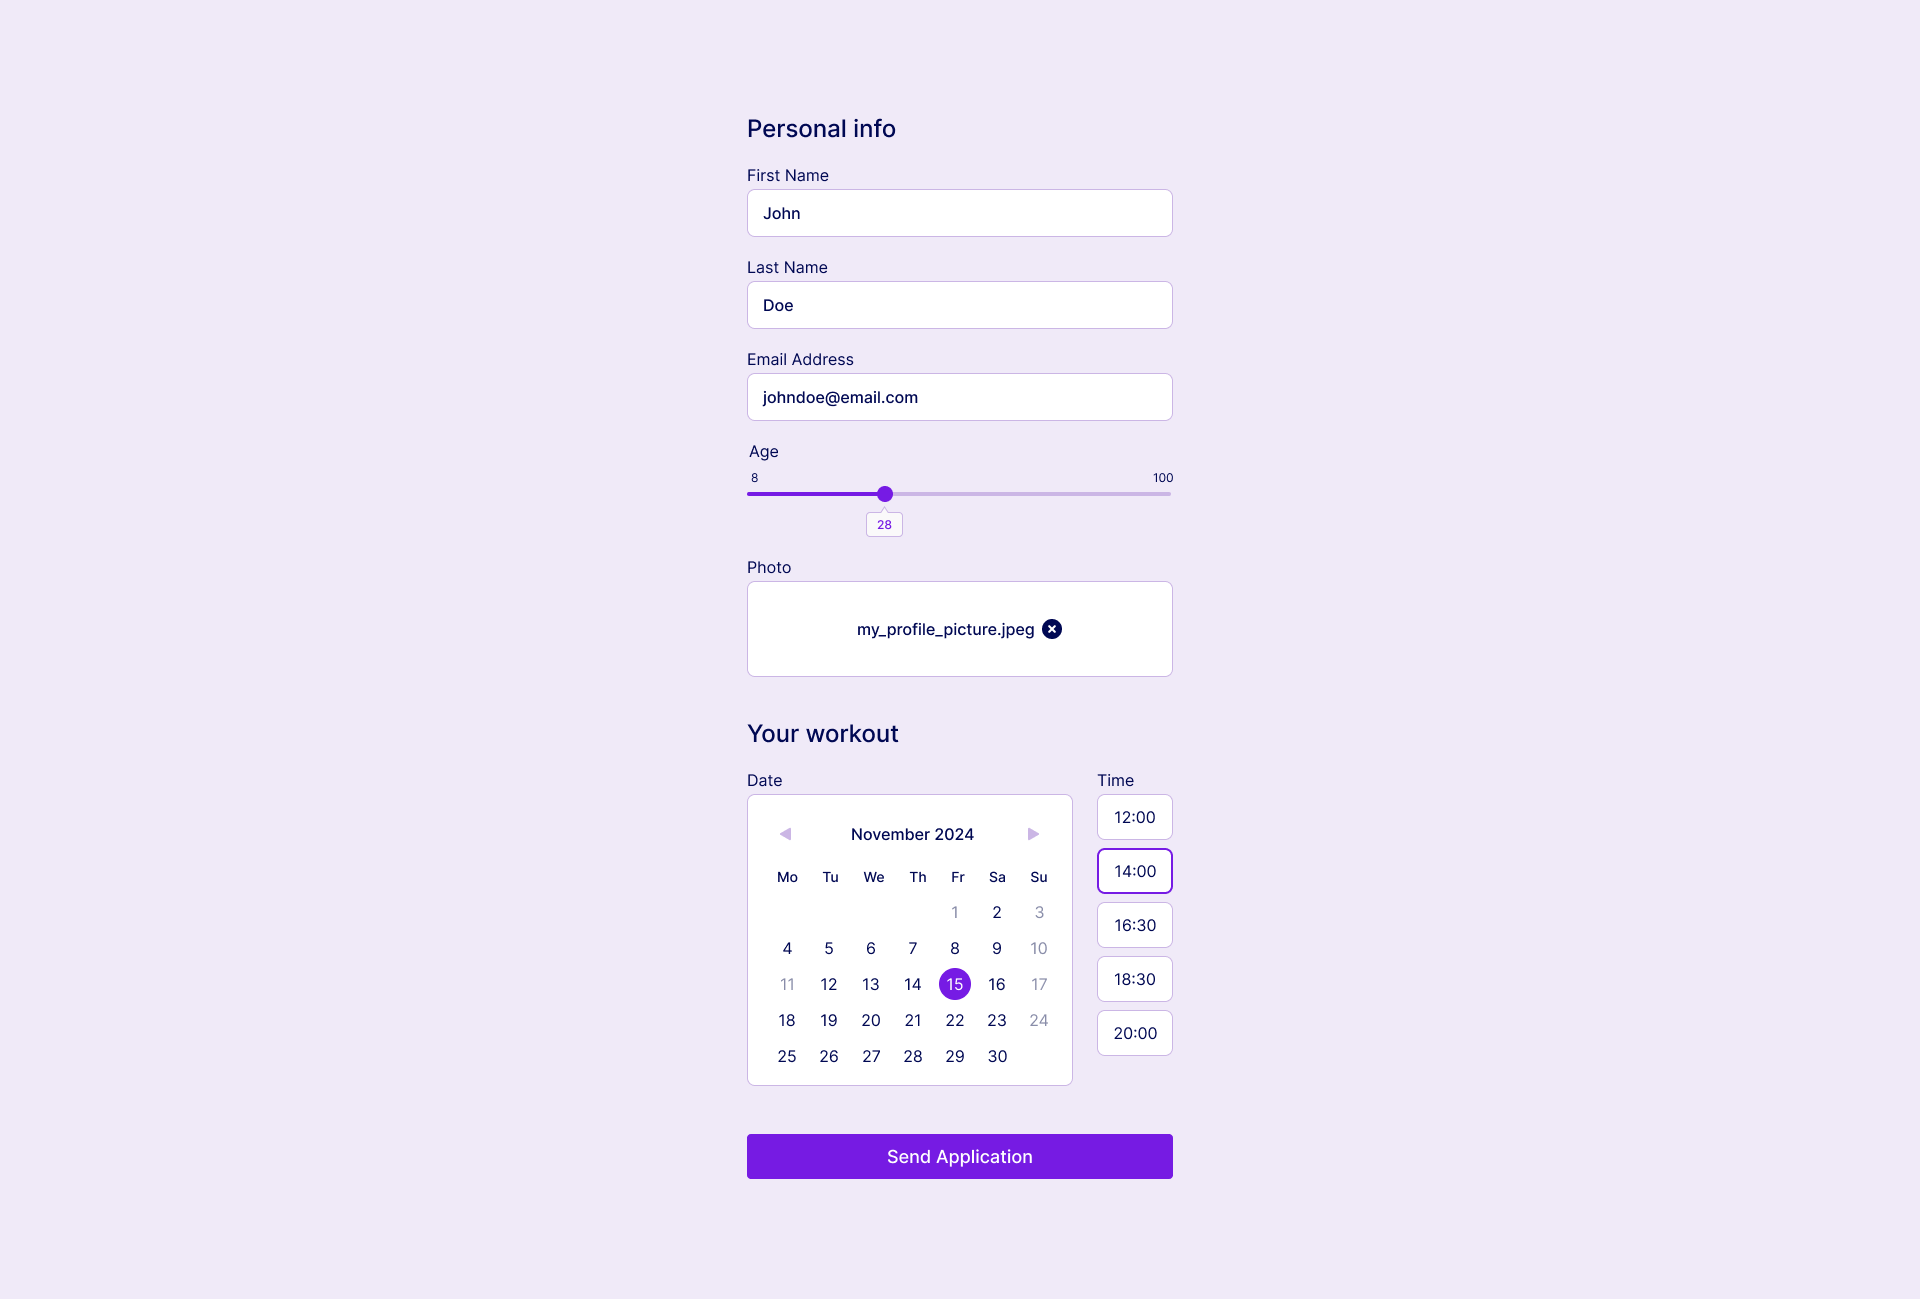 Personal info
First Name
John
Last Name
Doe
Email Address
johndoe@email.com
Age
8 100
28
Photo
my_profile_picture.jpeg
Your workout
Date
November 2024
Mo Tu We Th Fr Sa Su
1 2 3
4 5 6 7 8 9 10
11 12 13 14 15 16 17
18 19 20 21 22 23 24
25 26 27 28 29 30
Time
12:00
14:00
16:30
18:30
20:00
Send Application